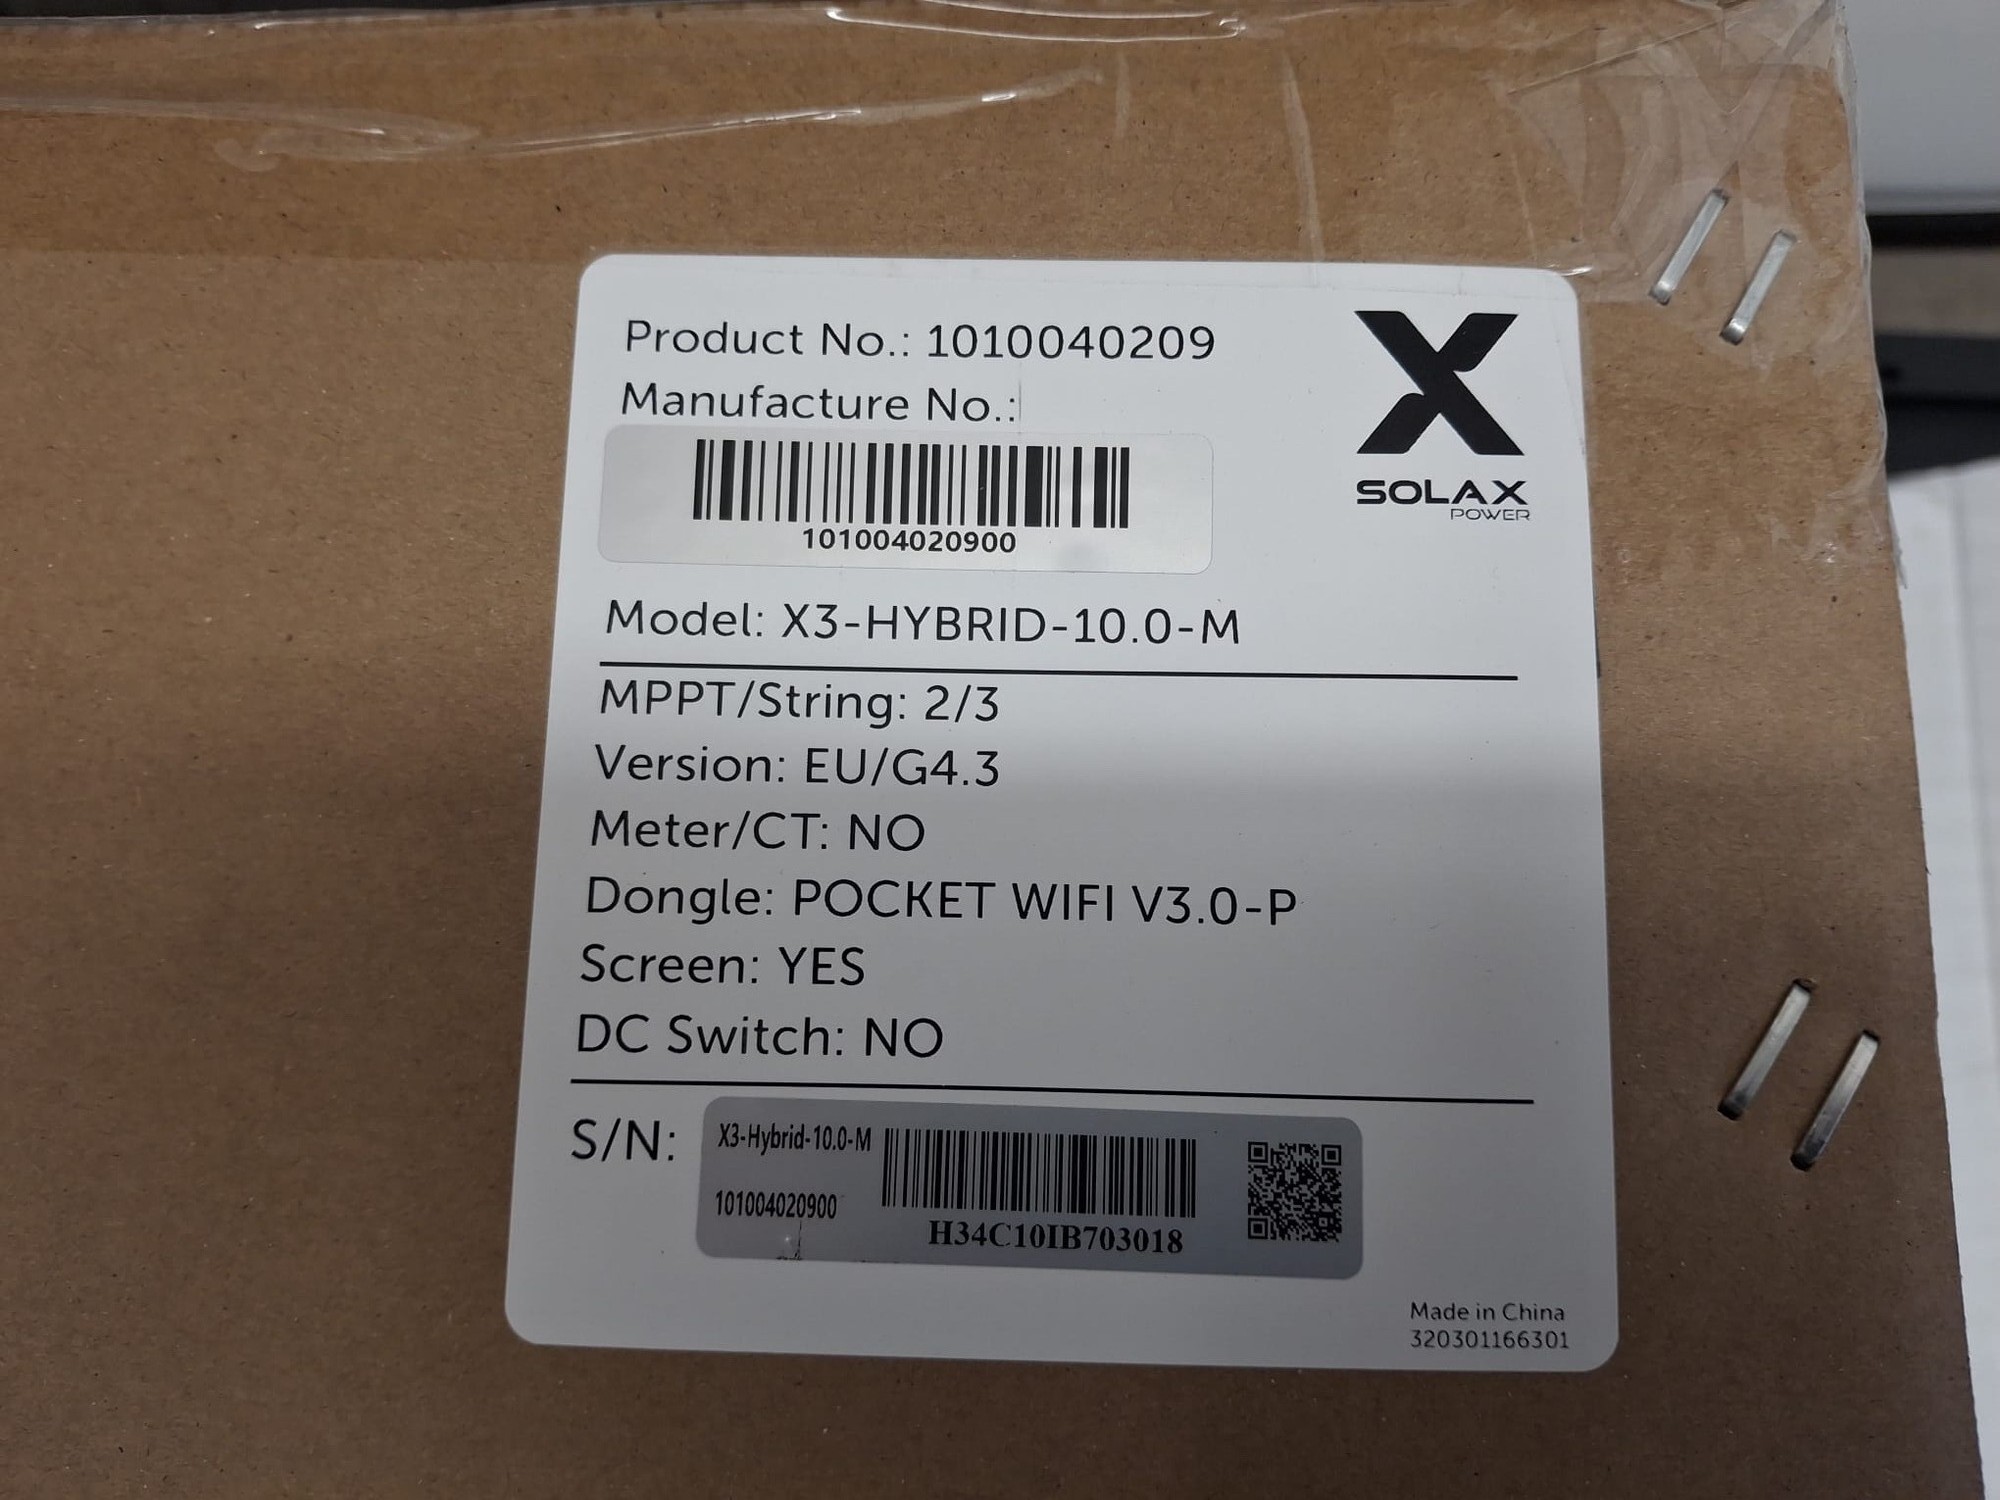 Product No.: 1010040209
Manufacture No.:
101004020900
SOLAX
POWER
Model: X3-HYBRID-10.0-M
MPPT/String: 2/3
Version: EU/G4.3
Meter/CT: NO
Dongle: POCKET WIFI V3.0-P
Screen: YES
DC Switch: NO
S/N:
X3-Hybrid-10.0-M
101004020900
H34C10IB703018
Made in China
320301166301